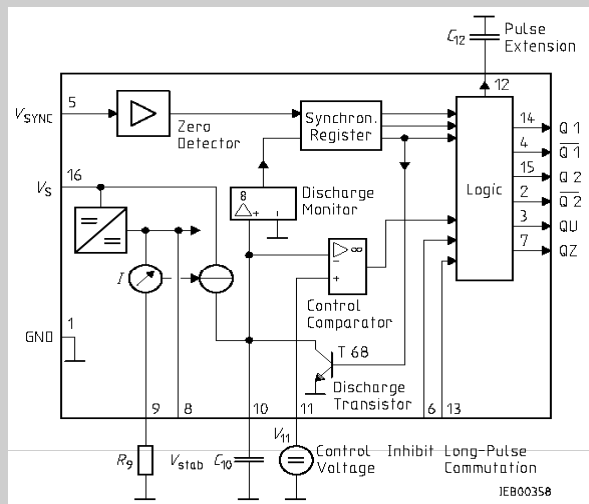 C12
Pulse
Extension
12
VSYNC
5
Zero
Detector
Synchron.
Register
14
Q1
4
Q1
15
Q2
2
Q2
3
QU
7
QZ
Logic
16
VS
8
+
-
Discharge
Monitor
I
∞
-
+
Control
Comparator
1
GND
T 68
Discharge
Transistor
9
8
10
11
6
13
R9
Vstab
C10
V11
Control
Voltage
Inhibit
Long-Pulse
Commutation
IEB00358